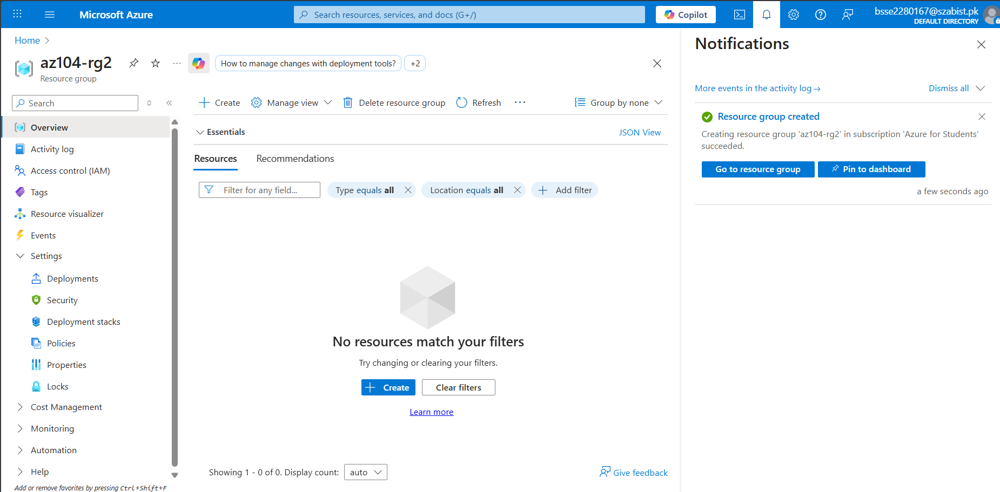 Microsoft Azure
Search resources, services, and docs (G+/)
Copilot
bsse2280167@szabist.pk
DEFAULT DIRECTORY
Home
az104-rg2
Resource group
How to manage changes with deployment tools?
+2
Search
Overview
Activity log
Access control (IAM)
Tags
Resource visualizer
Events
Settings
Deployments
Security
Deployment stacks
Policies
Properties
Locks
Cost Management
Monitoring
Automation
Help
Add or remove favorites by pressing Ctrl+Shift+F
Create
Manage view
Delete resource group
Refresh
Group by none
Essentials
JSON View
Resources
Recommendations
Filter for any field...
Type equals all
Location equals all
Add filter
No resources match your filters
Try changing or clearing your filters.
Create
Clear filters
Learn more
Showing 1 - 0 of 0. Display count:
auto
Give feedback
Notifications
More events in the activity log→
Dismiss all
Resource group created
Creating resource group 'az104-rg2' in subscription 'Azure for Students'
succeeded.
Go to resource group
Pin to dashboard
a few seconds ago